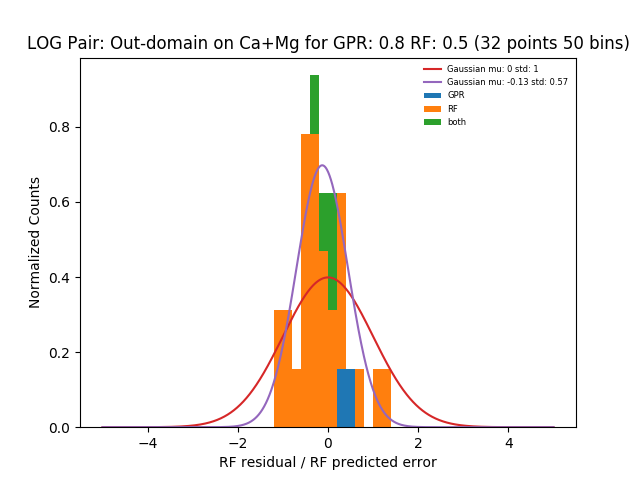 LOG Pair: Out-domain on Ca+Mg for GPR: 0.8 RF: 0.5 (32 points 50 bins)
Gaussian mu: 0 std: 1
Gaussian mu: -0.13 std: 0.57
GPR
RF
both
Normalized Counts
0.8
0.6
0.4
0.2
0.0
−4 −2 0 2 4
RF residual / RF predicted error